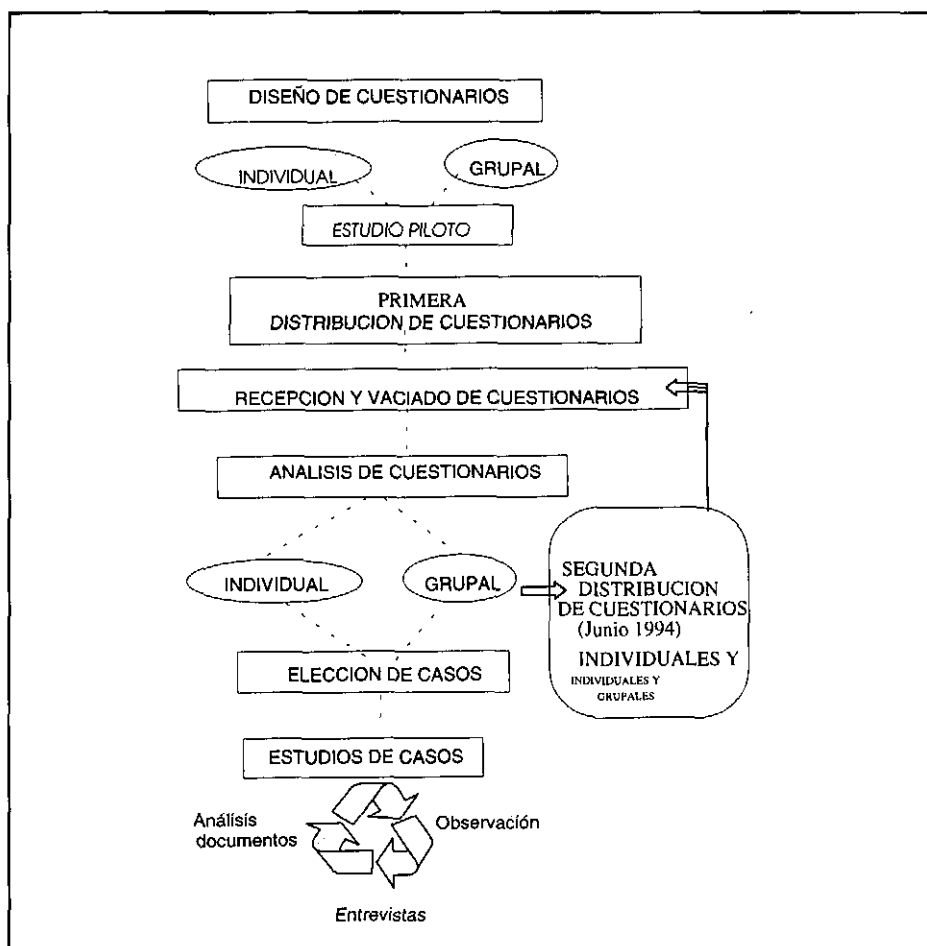 DISEÑO DE CUESTIONARIOS
INDIVIDUAL
GRUPAL
ESTUDIO PILOTO
PRIMERA
DISTRIBUCION DE CUESTIONARIOS
RECEPCION Y VACIADO DE CUESTIONARIOS
ANALISIS DE CUESTIONARIOS
INDIVIDUAL
GRUPAL
SEGUNDA
DISTRIBUCION
DE CUESTIONARIOS
(Junio 1994)
INDIVIDUALES Y
INDIVIDUALES Y
GRUPALES
ELECCION DE CASOS
ESTUDIOS DE CASOS
Análisis
documentos
Observación
Entrevistas